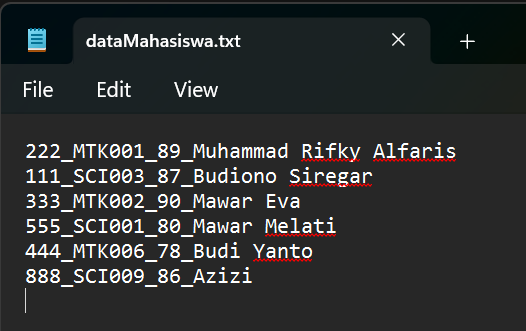 dataMahasiswa.txt
File Edit View
222_MTK001_89_Muhammad Rifky Alfaris
111_SCI003_87_Budiono Siregar
333_MTK002_90_Mawar Eva
555_SCI001_80_Mawar Melati
444_MTK006_78_Budi Yanto
888_SCI009_86_Azizi